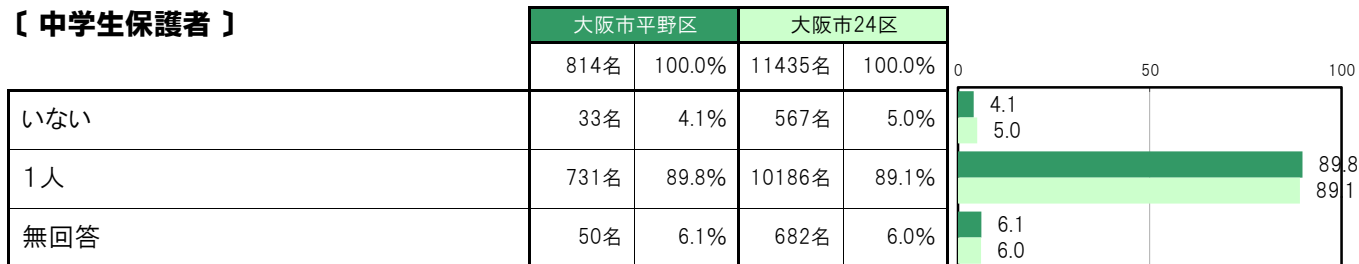 〔 中学生保護者 〕
大阪市平野区 大阪市24区
814名 100.0% 11435名 100.0%
0 50 100
いない 33名 4.1% 567名 5.0%
4.1
5.0
1人 731名 89.8% 10186名 89.1%
89.8
89.1
無回答 50名 6.1% 682名 6.0%
6.1
6.0